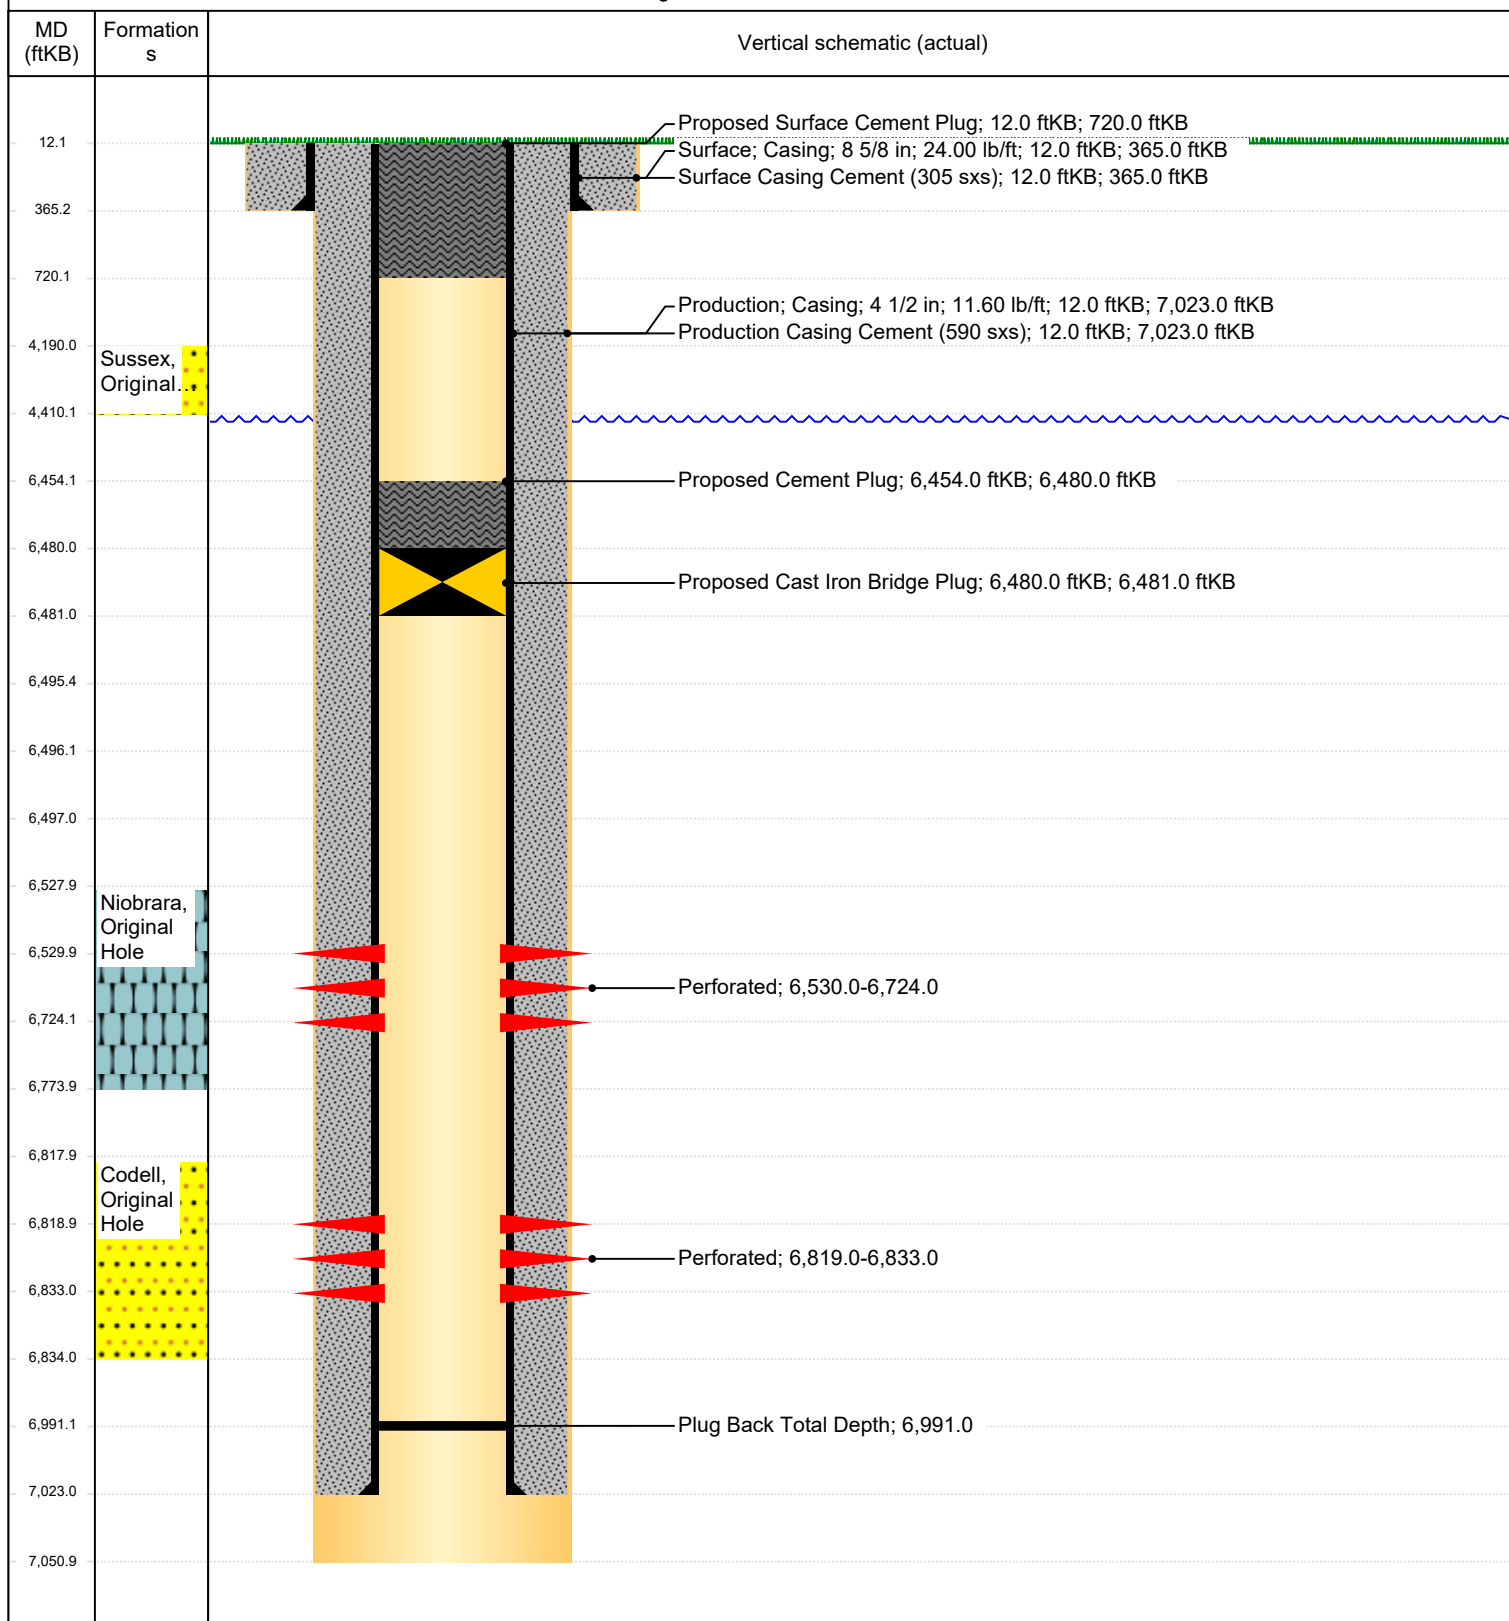 MD
(ftKB)
Formation
s
Vertical schematic (actual)
12.1
365.2
720.1
4,190.0
4,410.1
6,454.1
6,480.0
6,481.0
6,495.4
6,496.1
6,497.0
6,527.9
6,529.9
6,724.1
6,773.9
6,817.9
6,818.9
6,833.0
6,834.0
6,991.1
7,023.0
7,050.9
Sussex,
Original...
Niobrara,
Original
Hole
Codell,
Original
Hole
Proposed Surface Cement Plug; 12.0 ftKB; 720.0 ftKB
Surface; Casing; 8 5/8 in; 24.00 lb/ft; 12.0 ftKB; 365.0 ftKB
Surface Casing Cement (305 sxs); 12.0 ftKB; 365.0 ftKB
Production; Casing; 4 1/2 in; 11.60 lb/ft; 12.0 ftKB; 7,023.0 ftKB
Production Casing Cement (590 sxs); 12.0 ftKB; 7,023.0 ftKB
Proposed Cement Plug; 6,454.0 ftKB; 6,480.0 ftKB
Proposed Cast Iron Bridge Plug; 6,480.0 ftKB; 6,481.0 ftKB
Perforated; 6,530.0-6,724.0
Perforated; 6,819.0-6,833.0
Plug Back Total Depth; 6,991.0